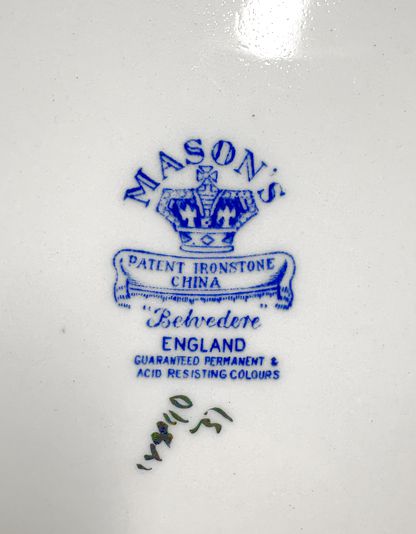 MASON'S
PATENT IRONSTONE
CHINA
"Belvedere"
ENGLAND
GUARANTEED PERMANENT &
ACID RESISTING COLOURS